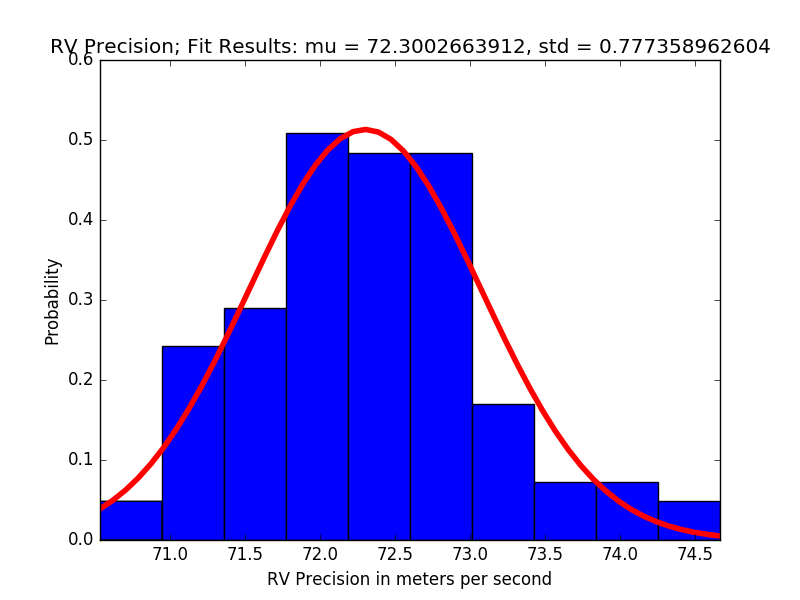 RV Precision; Fit Results: mu = 72.3002663912, std = 0.777358962604
0.6
0.5
0.4
0.3
0.2
0.1
0.0
Probability
71.0 71.5 72.0 72.5 73.0 73.5 74.0 74.5
RV Precision in meters per second